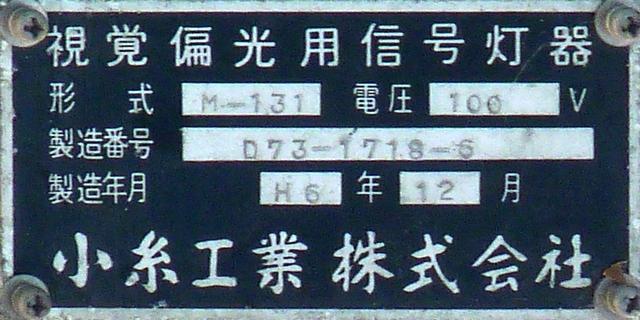 視覚偏光用信号灯器
形 式 M-131 電圧 100 V
製造番号 D73-1718-6
製造年月 H6 年 12 月
小糸工業株式会社